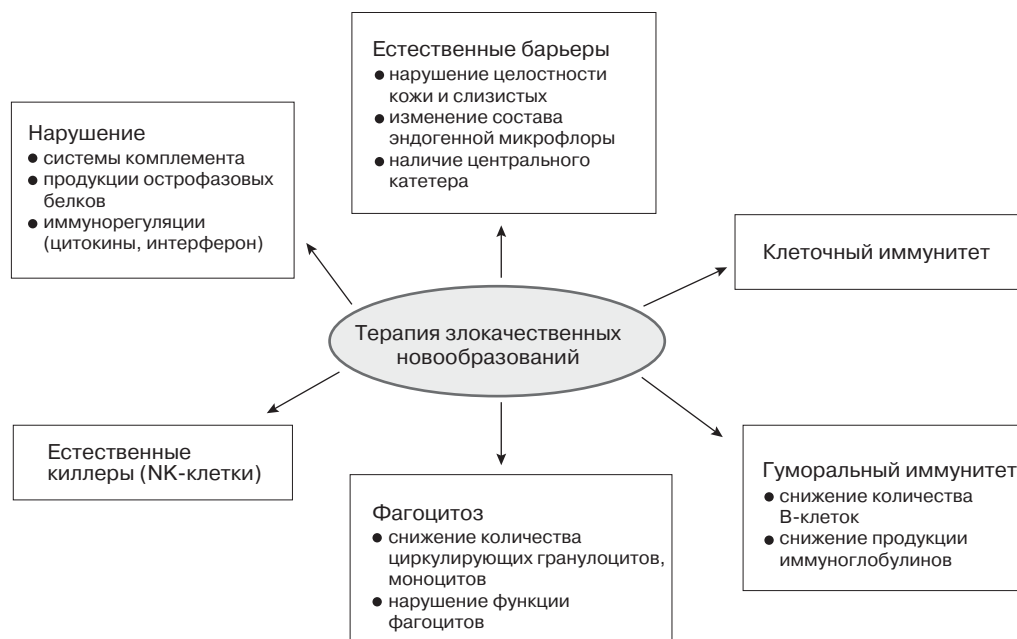 Естественные барьеры
● нарушение целостности
кожи и слизистых
● изменение состава
эндогенной микрофлоры
● наличие центрального
катетера
Нарушение
● системы комплемента
● продукции острофазовых
белков
● иммунорегуляции
(цитокины, интерферон)
Клеточный иммунитет
Терапия злокачественных
новообразований
Естественные
киллеры (NK-клетки)
Фагоцитоз
● снижение количества
циркулирующих гранулоцитов,
моноцитов
● нарушение функции
фагоцитов
Гуморальный иммунитет
● снижение количества
В-клеток
● снижение продукции
иммуноглобулинов